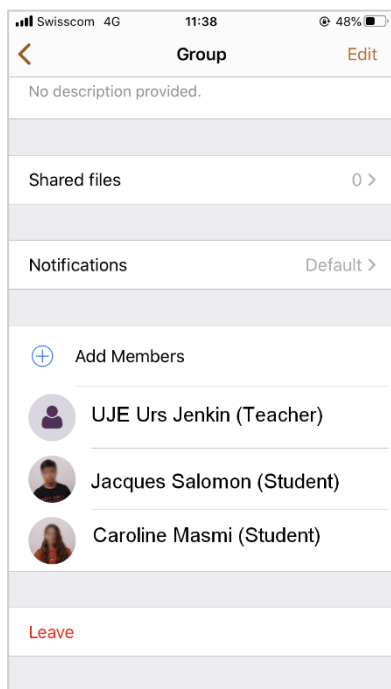 Swisscom 4G 11:38 48%
Group Edit
No description provided.
Shared files 0
Notifications Default
Add Members
UJE Urs Jenkin (Teacher)
Jacques Salomon (Student)
Caroline Masmi (Student)
Leave